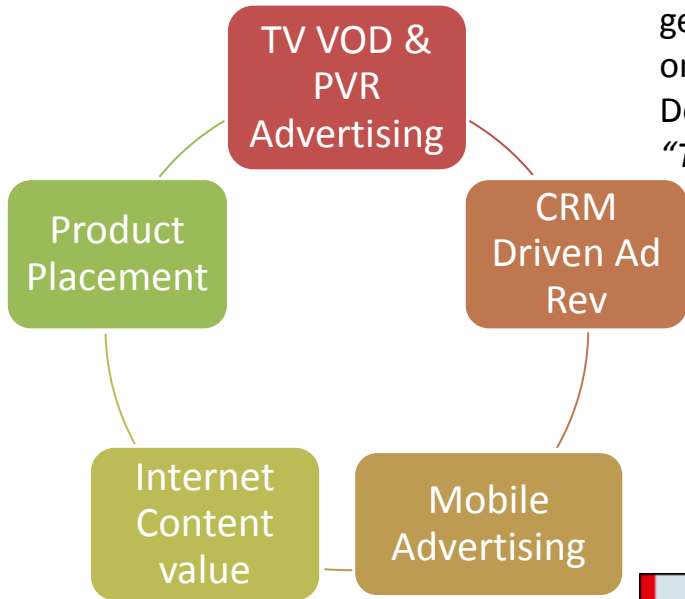 TV VOD &
PVR
Advertising
CRM
Driven Ad
Rev
Mobile
Advertising
Internet
Content
value
Product
Placement